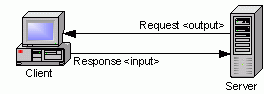 Request <output>
Response <input>
Client
Server